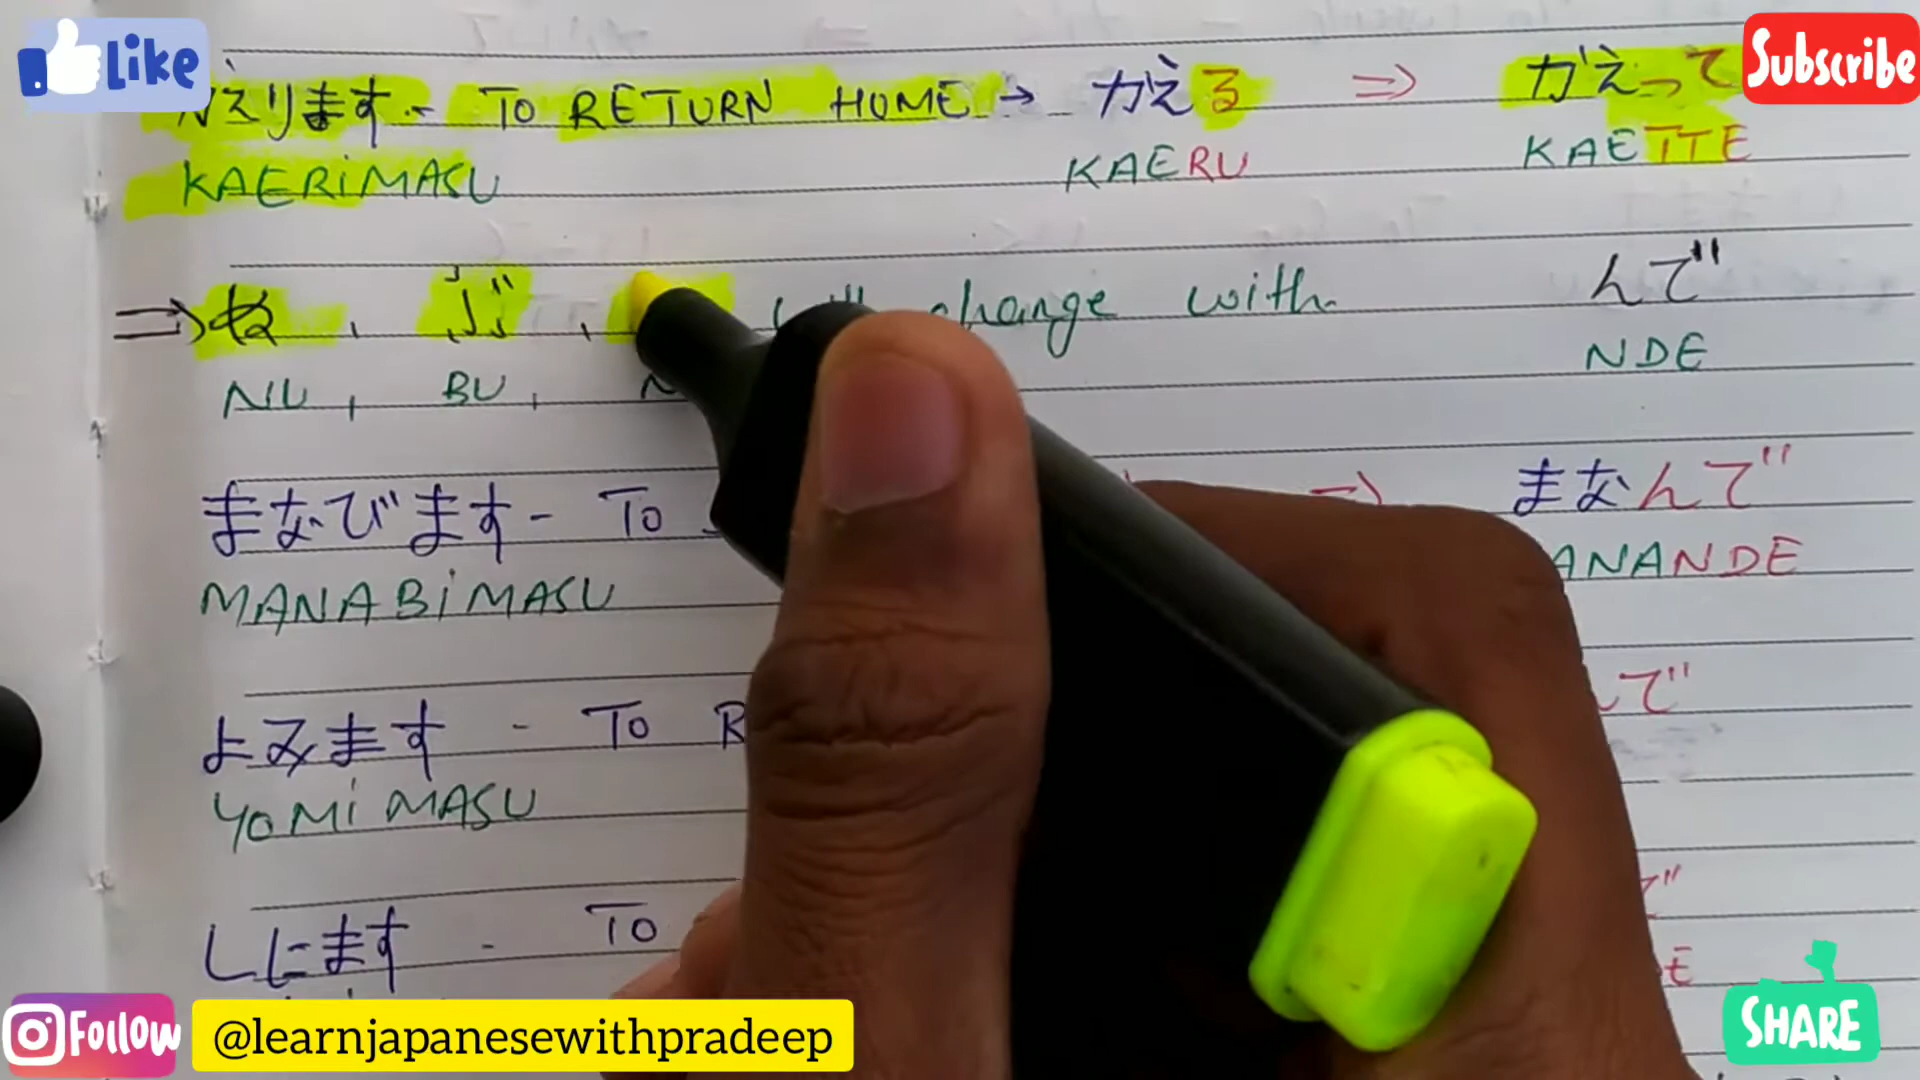 Like
Subscribe
かえります - TO RETURN HOME → かえる ⇒ かえって
KAERiMASU KAERU KAETTE
⇒ ぬ, ぶ, change with んで
NU, BU, NDE
まなびます - TO → まなんで
MANABiMASU ANANDE
よみます - TO R んで
YOMiMASU
しにます - TO
Follow @learnjapanesewithpradeep
SHARE